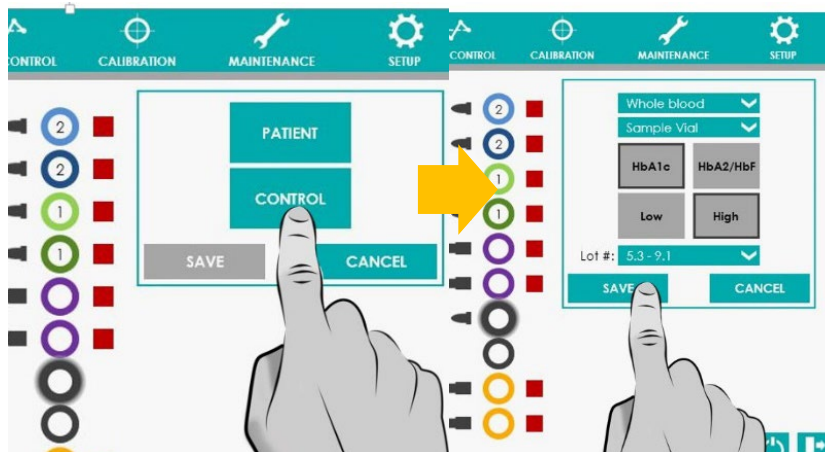 CONTROL CALIBRATION MAINTENANCE SETUP
2
2
1
1
PATIENT
CONTROL
SAVE CANCEL
CONTROL CALIBRATION MAINTENANCE SETUP
2
2
1
1
Whole blood
Sample Vial
HbA1c HbA2/HbF
Low High
Lot #: 5.3 - 9.1
SAVE CANCEL